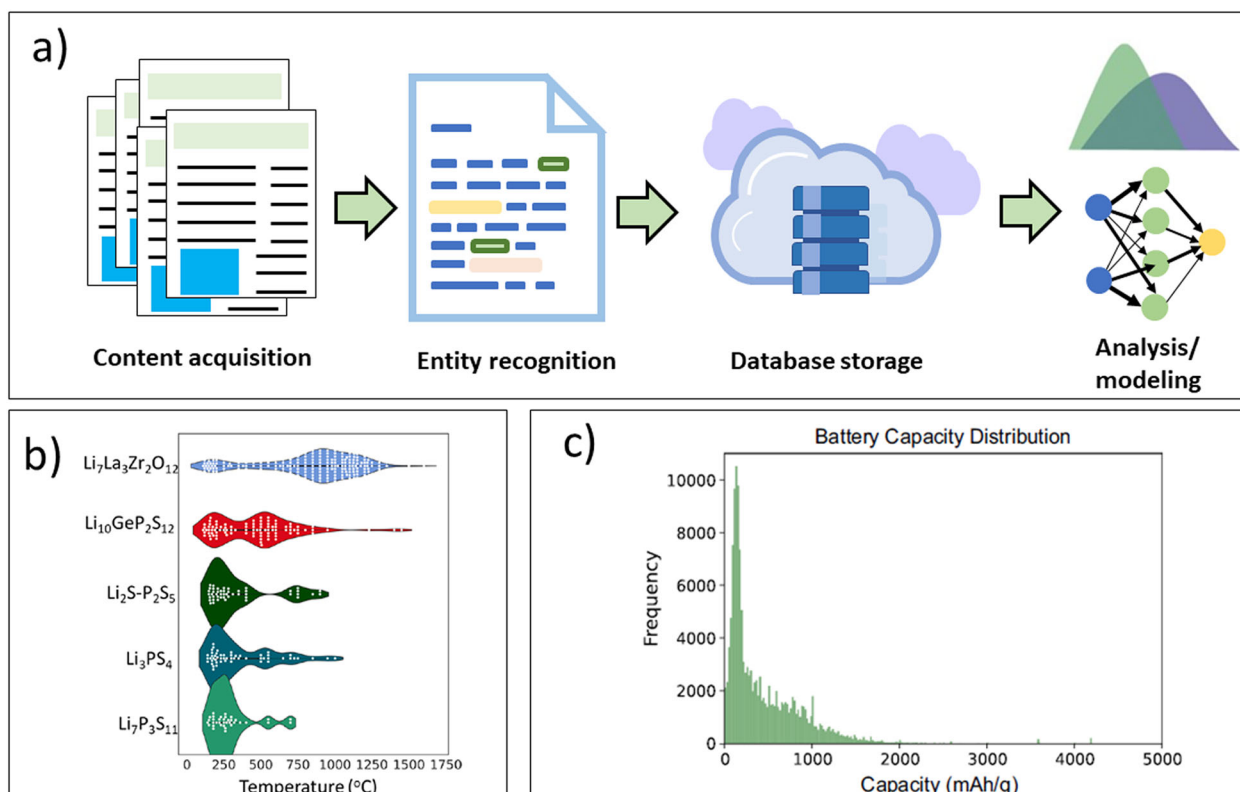 a)
Content acquisition
Entity recognition
Database storage
Analysis/
modeling
b)
Li₇La₃Zr₂O₁₂
Li₁₀GeP₂S₁₂
Li₂S-P₂S₅
Li₃PS₄
Li₇P₃S₁₁
0 250 500 750 1000 1250 1500 1750
Temperature (°C)
c)
Battery Capacity Distribution
Frequency
10000
8000
6000
4000
2000
0
0 1000 2000 3000 4000 5000
Capacity (mAh/g)